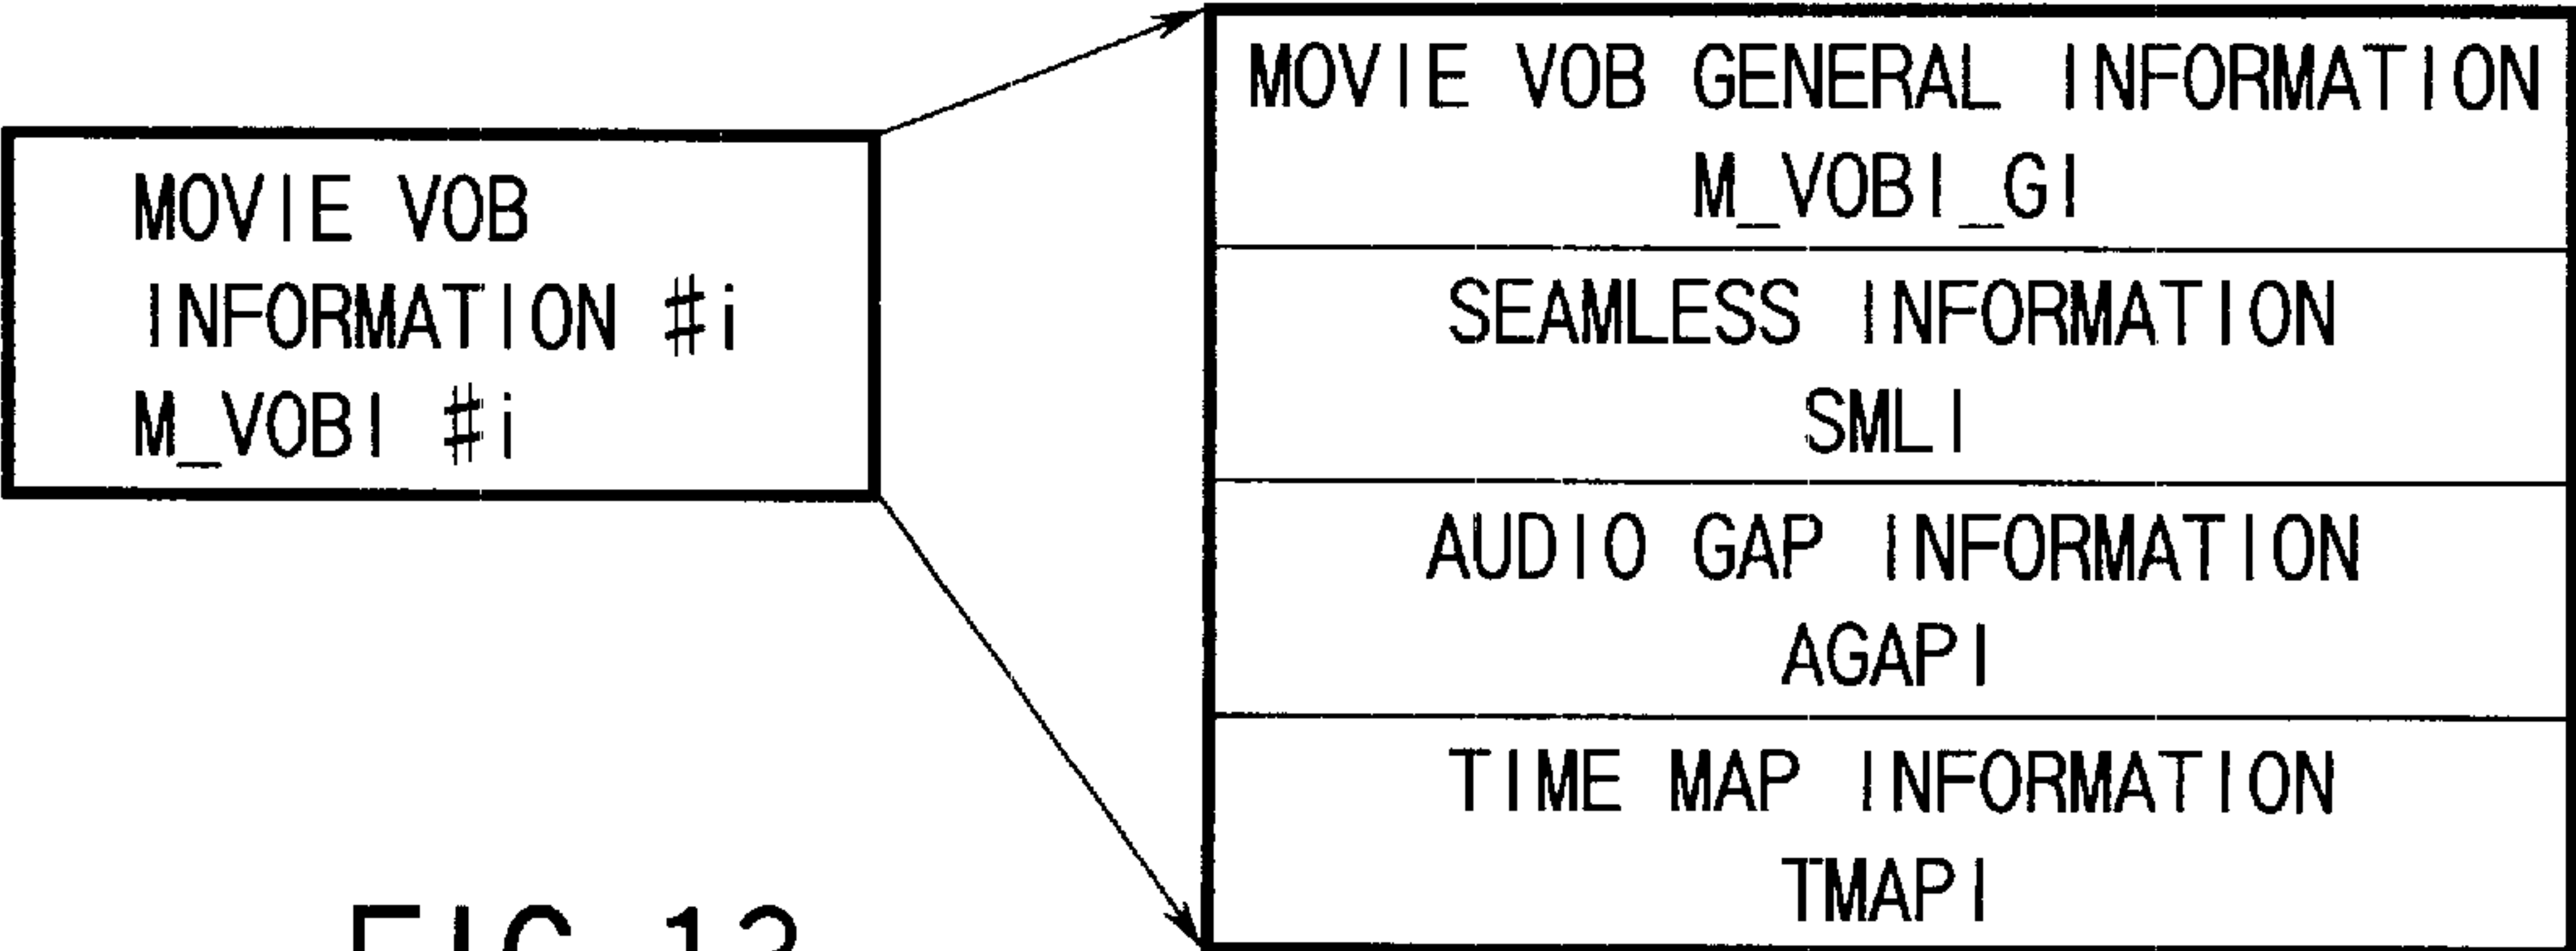 MOVIE VOB
INFORMATION #i
M_VOBI #i
MOVIE VOB GENERAL INFORMATION
M_VOBI_GI
SEAMLESS INFORMATION
SMLI
AUDIO GAP INFORMATION
AGAPI
TIME MAP INFORMATION
TMAPI
FIG